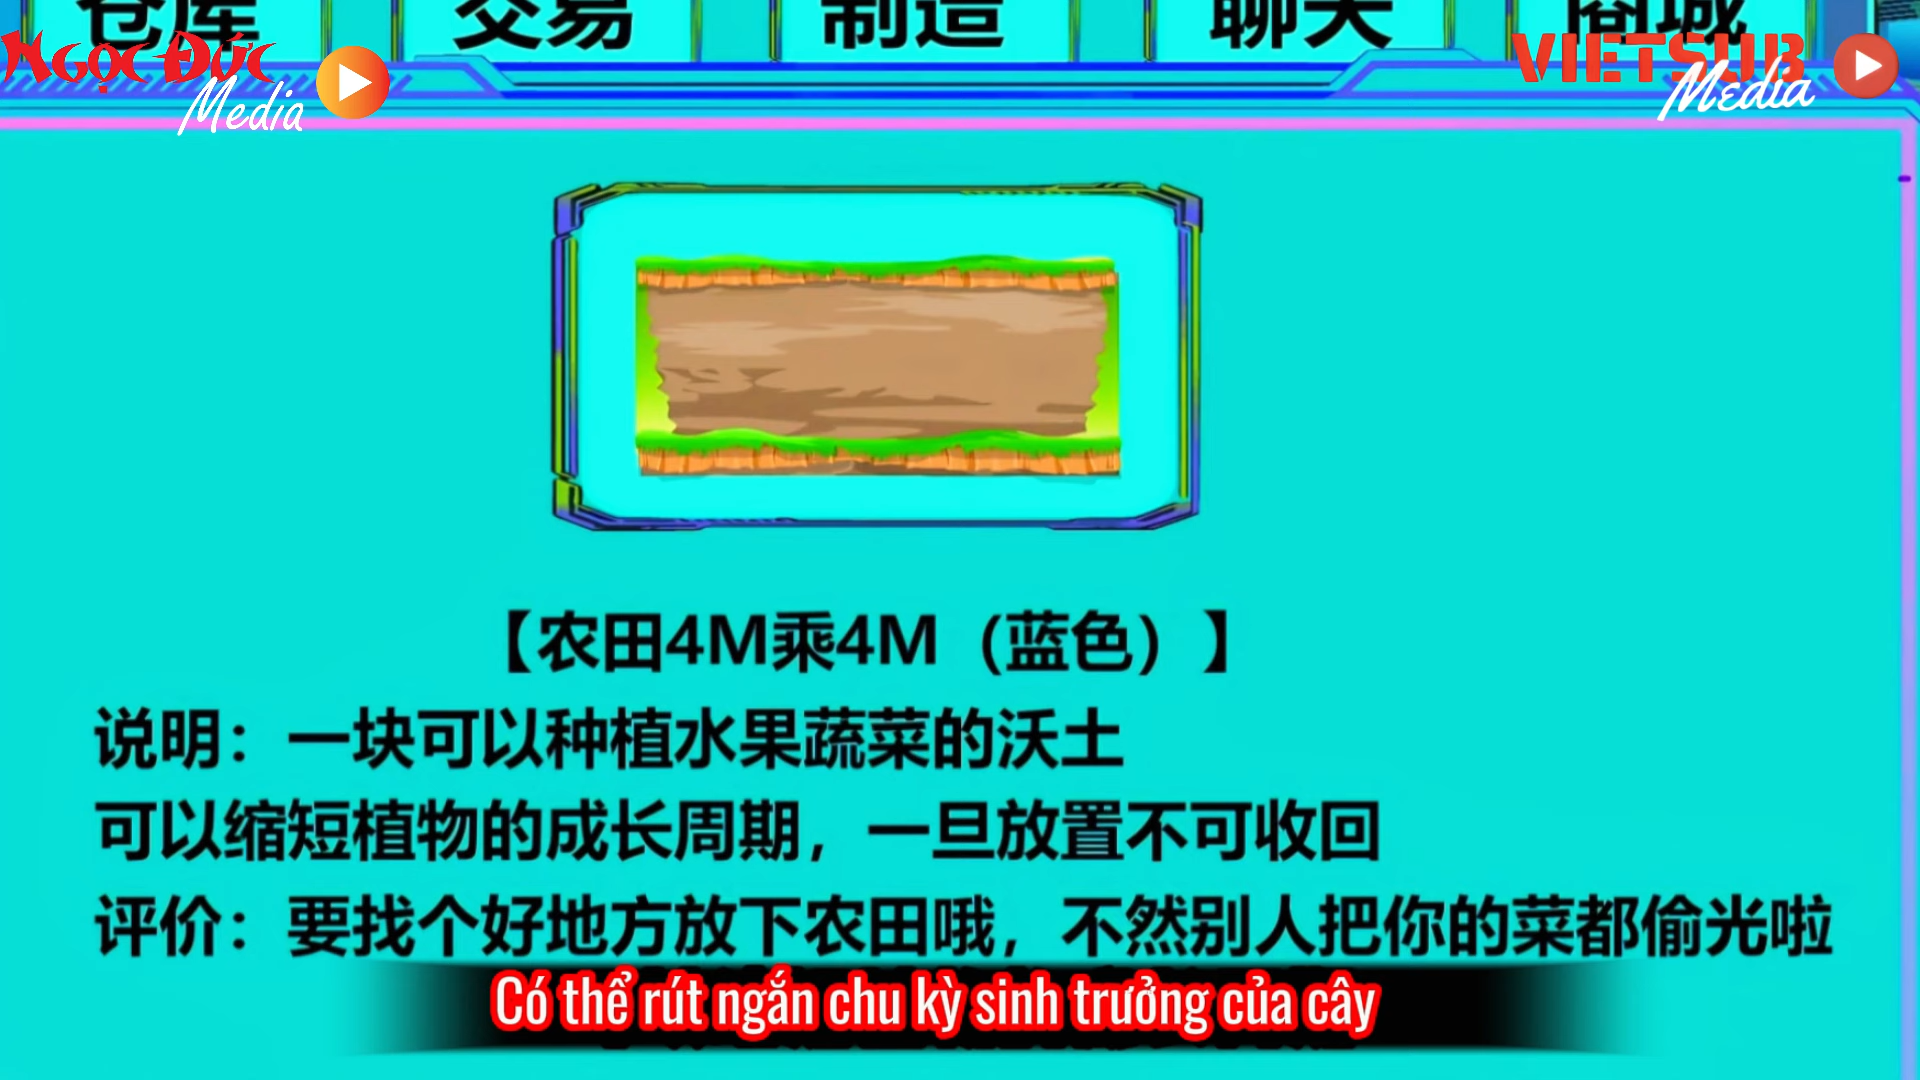 仓库 交易 制造 聊天 商城
Ngọc Đức
Media
VIETSUB
Media
【农田4M乘4M（蓝色）】
说明：一块可以种植水果蔬菜的沃土
可以缩短植物的成长周期，一旦放置不可收回
评价：要找个好地方放下农田哦，不然别人把你的菜都偷光啦
Có thể rút ngắn chu kỳ sinh trưởng của cây